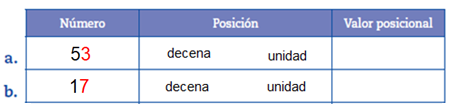 Número Posición Valor posicional
a. 53 decena unidad
b. 17 decena unidad